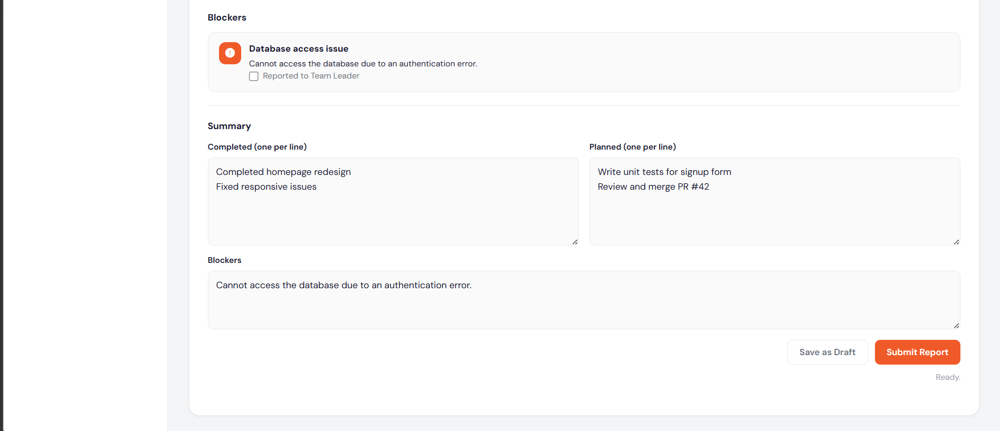 Blockers
Database access issue
Cannot access the database due to an authentication error.
Reported to Team Leader
Summary
Completed (one per line)
Completed homepage redesign
Fixed responsive issues
Planned (one per line)
Write unit tests for signup form
Review and merge PR #42
Blockers
Cannot access the database due to an authentication error.
Save as Draft
Submit Report
Ready.